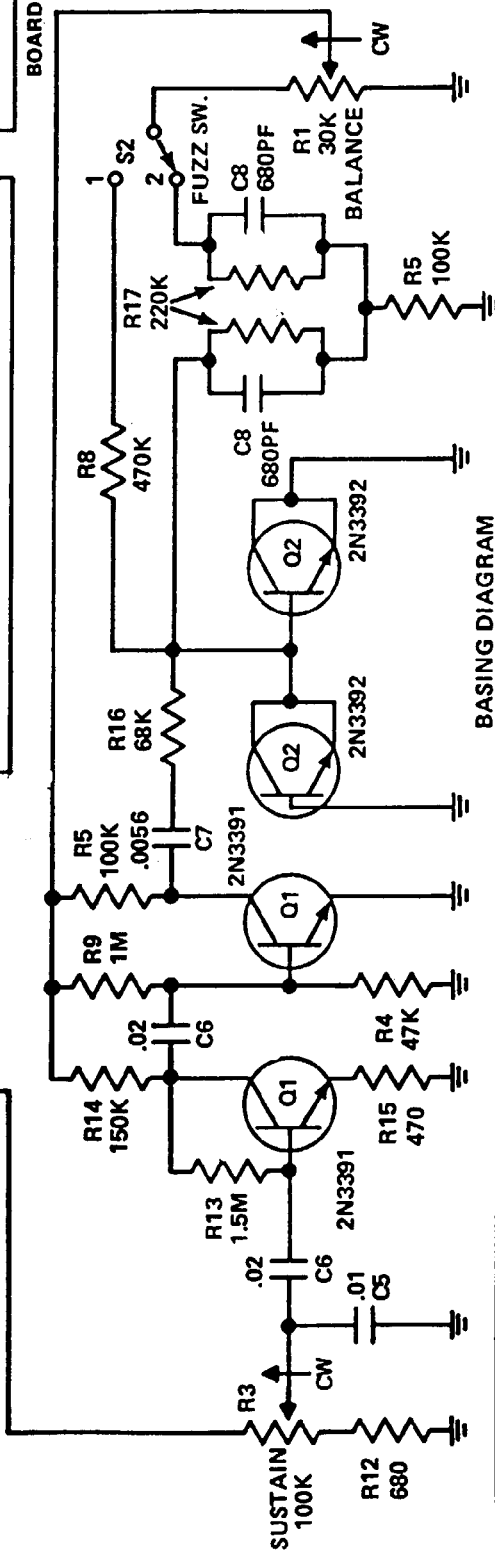 BOARD
SUSTAIN
100K
R3
CW
R12
680
.01
C5
.02
C6
R13
1.5M
R14
150K
2N3391
Q1
R15
470
.02
C6
R9
1M
R4
47K
R5
100K
.0056
C7
2N3391
Q1
R16
68K
Q2
2N3392
Q2
2N3392
R8
470K
R17
220K
C8
680PF
C8
680PF
R5
100K
1
S2
2
FUZZ SW.
R1
30K
BALANCE
CW
BASING DIAGRAM